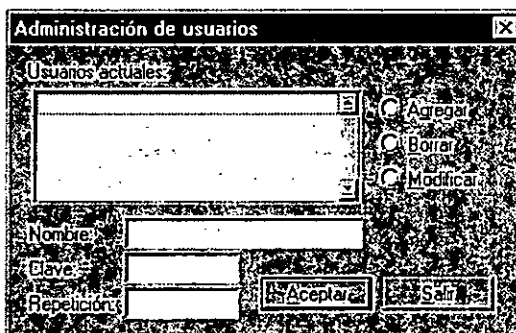 Administración de usuarios
Usuarios actuales:
Agregar
Borrar
Modificar
Nombre:
Clave:
Repetición:
Aceptar
Salir